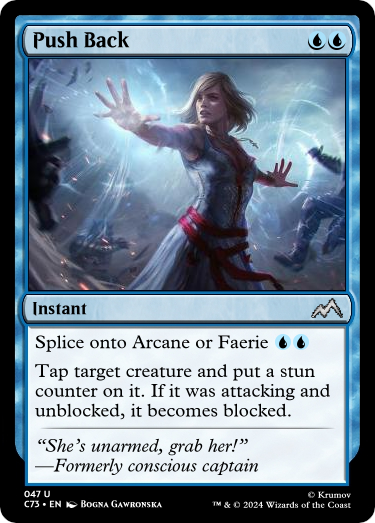 Push Back
Instant
Splice onto Arcane or Faerie
Tap target creature and put a stun
counter on it. If it was attacking and
unblocked, it becomes blocked.
“She’s unarmed, grab her!”
—Formerly conscious captain
047 U
© Krumov
C73 • EN Bogna Gawronska
™ & © 2024 Wizards of the Coast